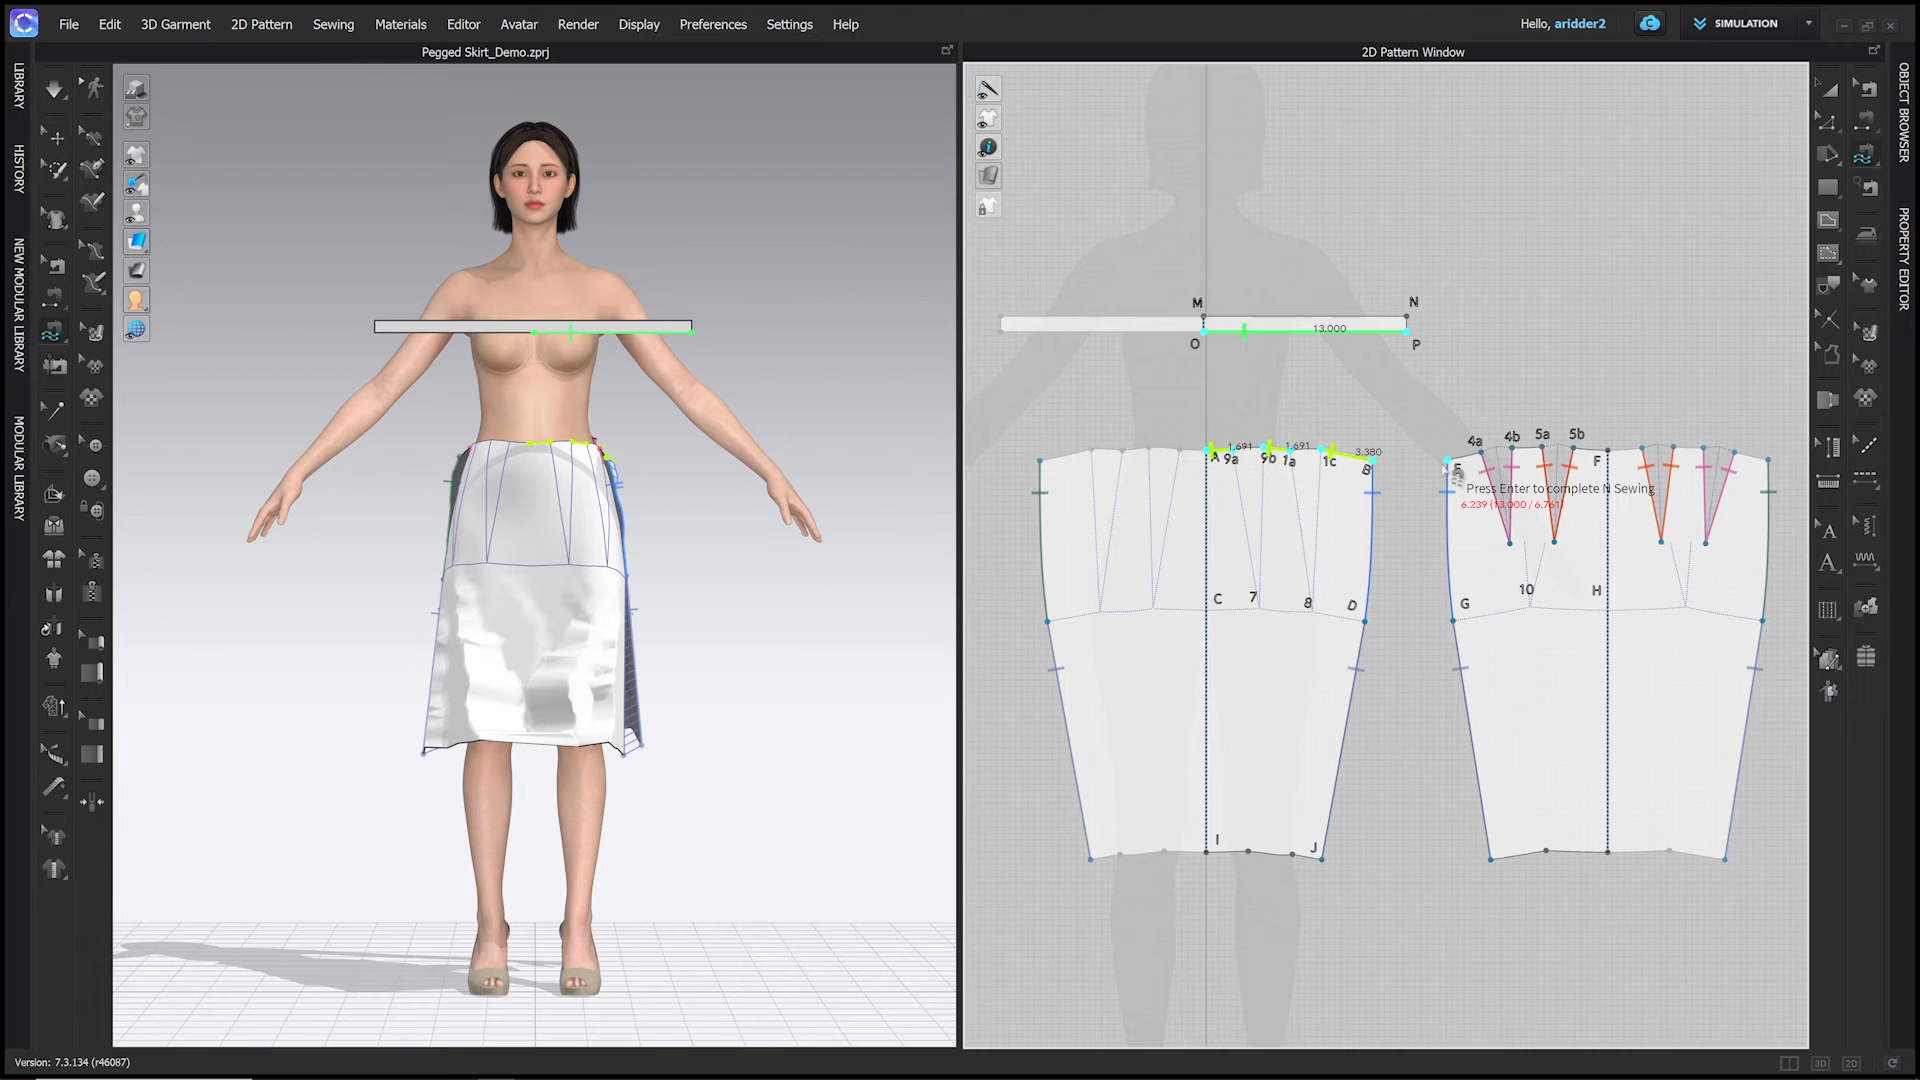 File Edit 3D Garment 2D Pattern Sewing Materials Editor Avatar Render Display Preferences Settings Help
Hello, aridder2
SIMULATION
Pegged Skirt_Demo.zprj
2D Pattern Window
LIBRARY
HISTORY
NEW MODULAR LIBRARY
MODULAR LIBRARY
OBJECT BROWSER
PROPERTY EDITOR
M N
13.000
O P
1.691 1.691 3.380
A 9a 9b 1a 1c B
4a 4b 5a 5b
E F
Press Enter to complete N Sewing
6.239 (13.000 / 6.761)
C 7 8 D
G 10 H
I J
A
A
Version: 7.3.134 (r46087)
3D 2D